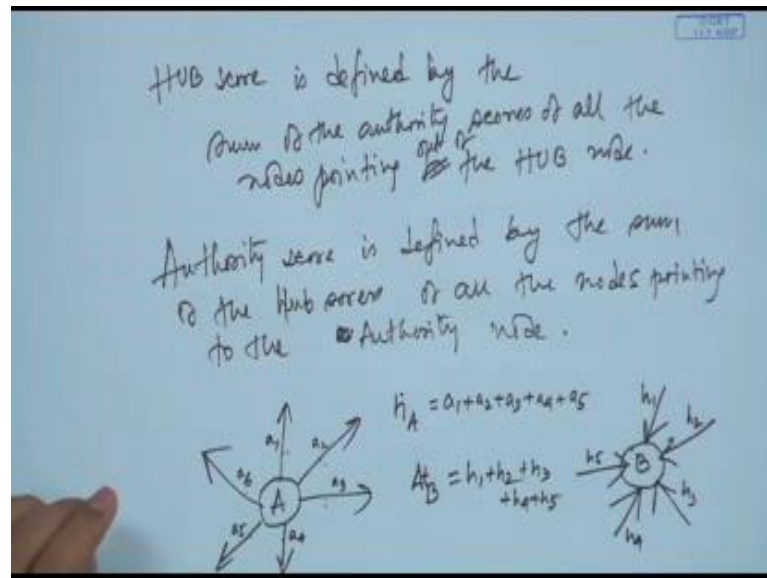 HUB score is defined by the
sum of the authority scores of all the
nodes pointing out of the HUB node.
Authority score is defined by the sum
of the Hub scores of all the nodes pointing
to the Authority node.
h_A = a1+a2+a3+a4+a5
A_B = h1+h2+h3
+h4+h5
a1
a2
a3
a4
a5
a6
A
h1
h2
h3
h4
h5
B